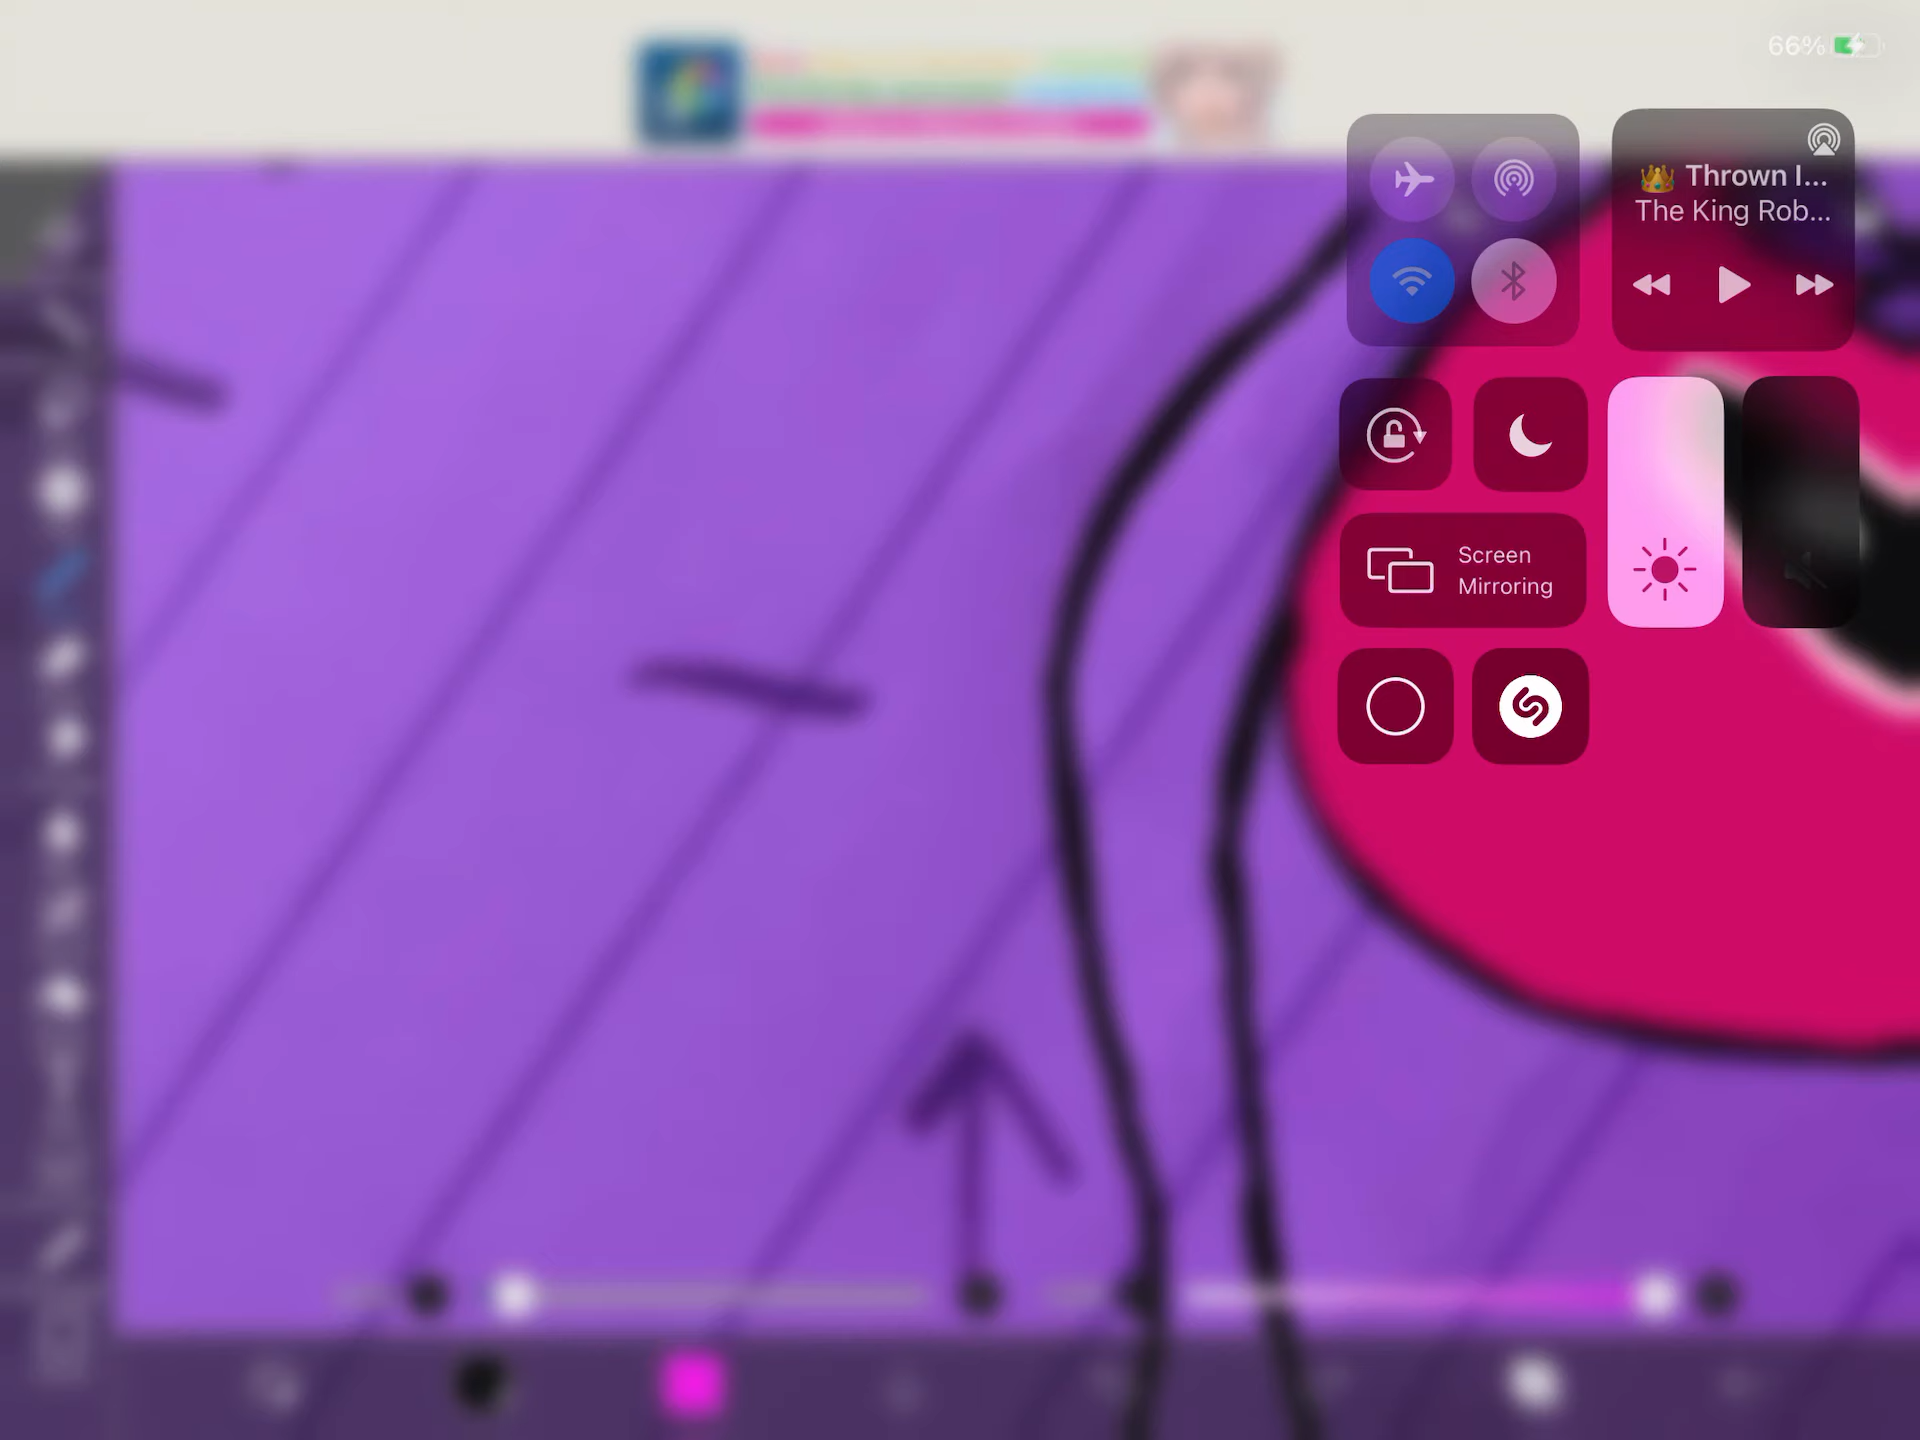 66%
👑 Thrown I...
The King Rob...
Screen
Mirroring